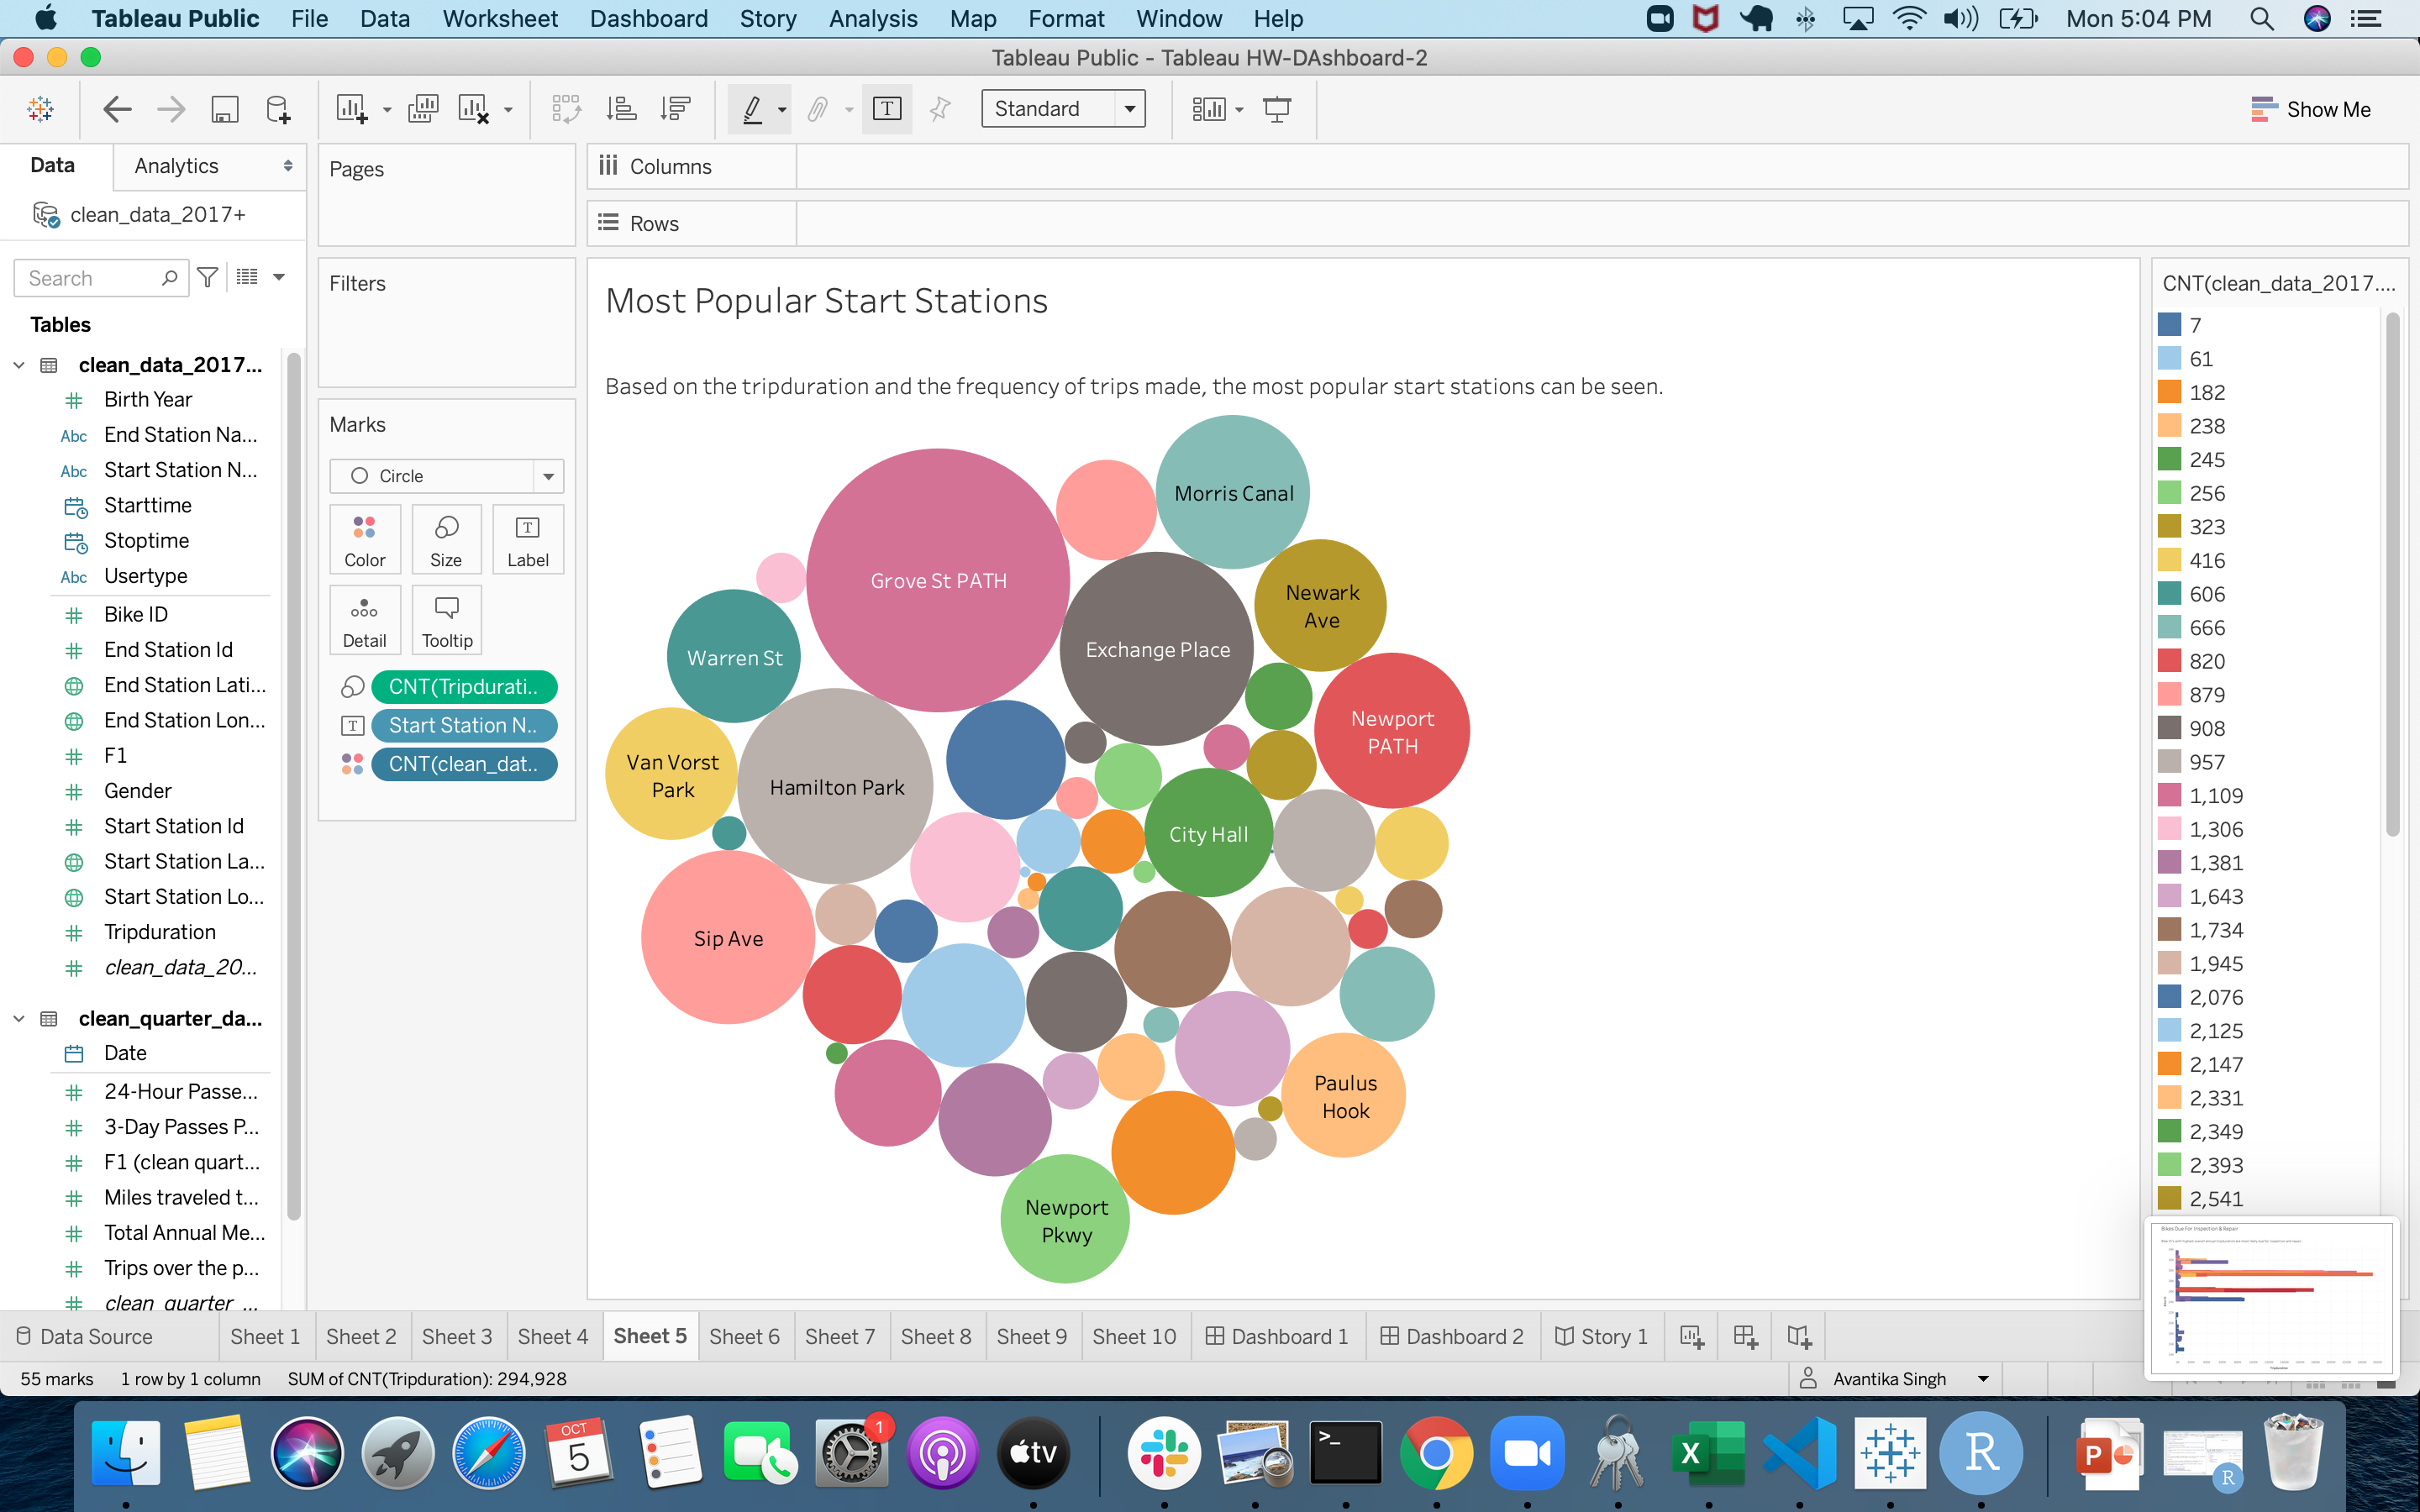 Tableau Public File Data Worksheet Dashboard Story Analysis Map Format Window Help Mon 5:04 PM
Tableau Public - Tableau HW-DAshboard-2
Standard
Show Me
Data Analytics
clean_data_2017+
Search
Tables
clean_data_2017...
Birth Year
Abc End Station Na...
Abc Start Station N...
Starttime
Stoptime
Abc Usertype
Bike ID
End Station Id
End Station Lati...
End Station Lon...
F1
Gender
Start Station Id
Start Station La...
Start Station Lo...
Tripduration
clean_data_20...
clean_quarter_da...
Date
24-Hour Passe...
3-Day Passes P...
F1 (clean quart...
Miles traveled t...
Total Annual Me...
Trips over the p...
clean_quarter_...
Pages
Filters
Marks
Circle
Color Size Label
Detail Tooltip
CNT(Tripdurati..
Start Station N..
CNT(clean_dat..
Columns
Rows
Most Popular Start Stations
Based on the tripduration and the frequency of trips made, the most popular start stations can be seen.
Morris Canal
Grove St PATH
Newark
Ave
Exchange Place
Warren St
Newport
PATH
Van Vorst
Park
Hamilton Park
City Hall
Sip Ave
Paulus
Hook
Newport
Pkwy
CNT(clean_data_2017....
7
61
182
238
245
256
323
416
606
666
820
879
908
957
1,109
1,306
1,381
1,643
1,734
1,945
2,076
2,125
2,147
2,331
2,349
2,393
2,541
Bikes Due For Inspection & Repair
Data Source Sheet 1 Sheet 2 Sheet 3 Sheet 4 Sheet 5 Sheet 6 Sheet 7 Sheet 8 Sheet 9 Sheet 10 Dashboard 1 Dashboard 2 Story 1
55 marks 1 row by 1 column SUM of CNT(Tripduration): 294,928 Avantika Singh
OCT
5
1
tv
X
R
P
R